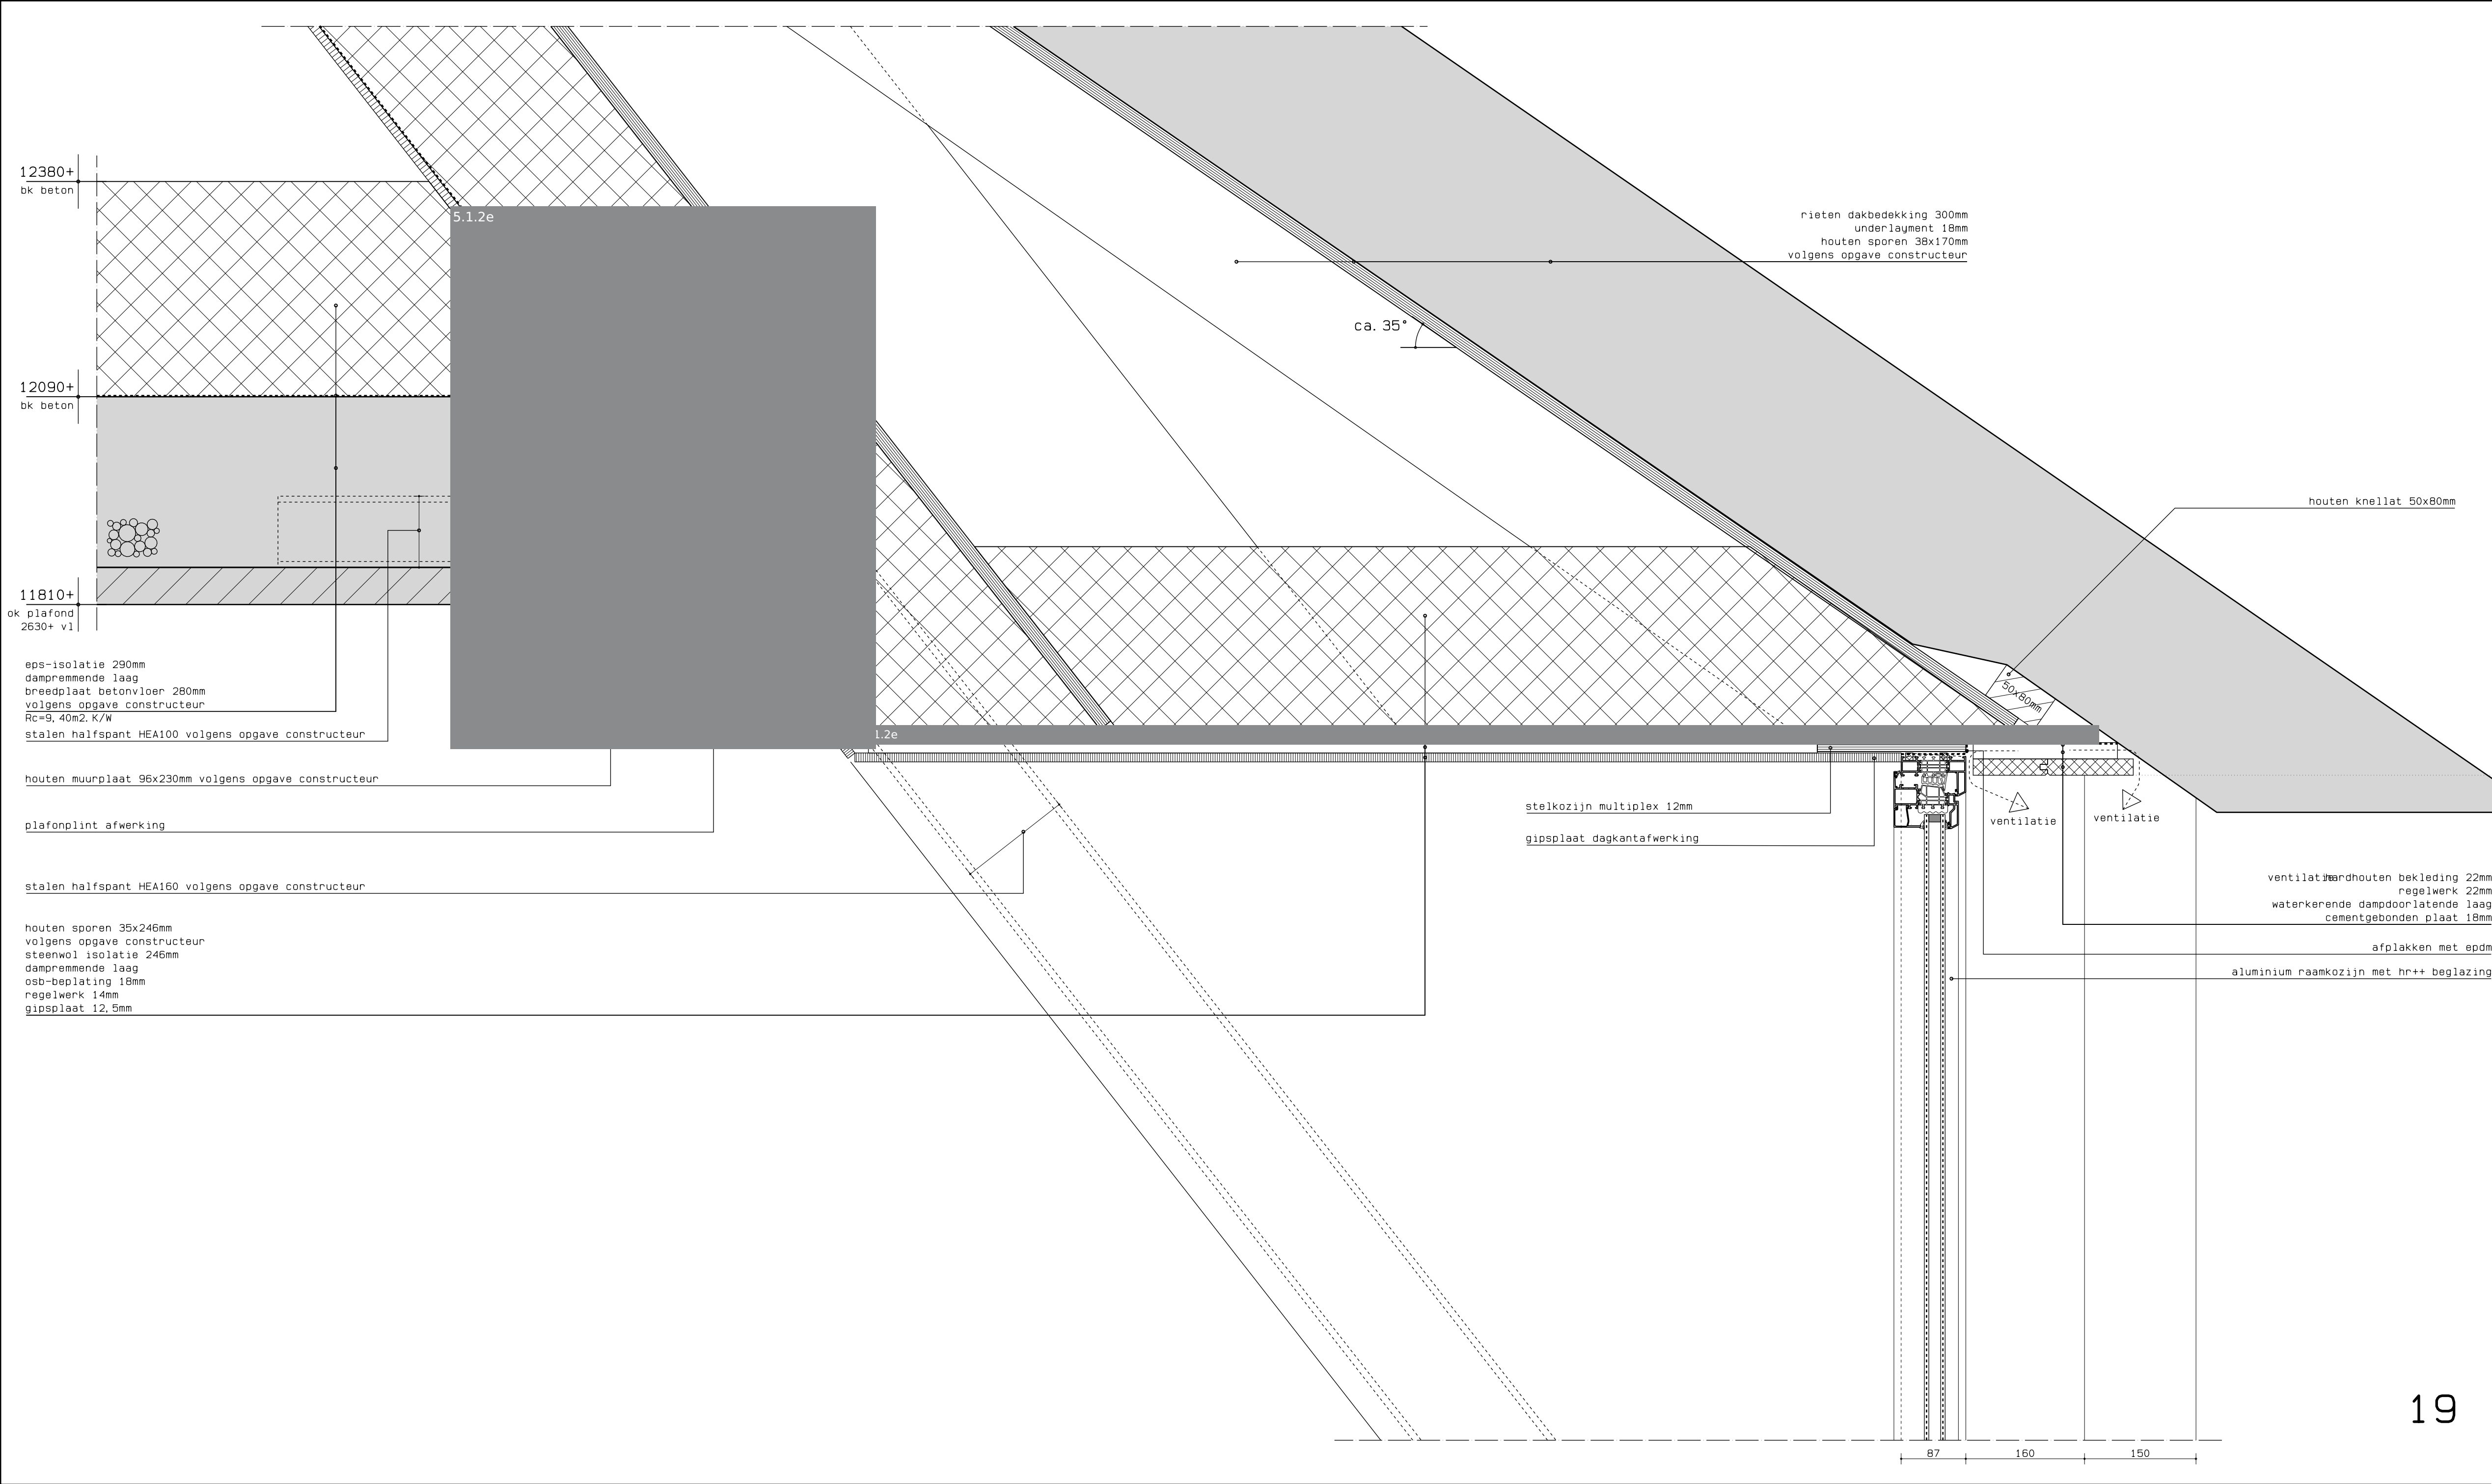 12380+
bk beton
5.1.2e
rieten dakbedekking 300mm
underlayment 18mm
houten sporen 38x170mm
volgens opgave constructeur
ca. 35°
12090+
bk beton
houten knellat 50x80mm
11810+
ok plafond
2630+ vl
50x80mm
eps-isolatie 290mm
dampremmende laag
breedplaat betonvloer 280mm
volgens opgave constructeur
Rc=9,40m2.K/W
stalen halfspant HEA100 volgens opgave constructeur
1.2e
houten muurplaat 96x230mm volgens opgave constructeur
plafonplint afwerking
stelkozijn multiplex 12mm
gipsplaat dagkantafwerking
ventilatie
ventilatie
stalen halfspant HEA160 volgens opgave constructeur
ventilatie hardhouten bekleding 22mm
regelwerk 22mm
waterkerende dampdoorlatende laag
cementgebonden plaat 18mm
afplakken met epdm
aluminium raamkozijn met hr++ beglazing
houten sporen 35x246mm
volgens opgave constructeur
steenwol isolatie 246mm
dampremmende laag
osb-beplating 18mm
regelwerk 14mm
gipsplaat 12,5mm
19
87
160
150